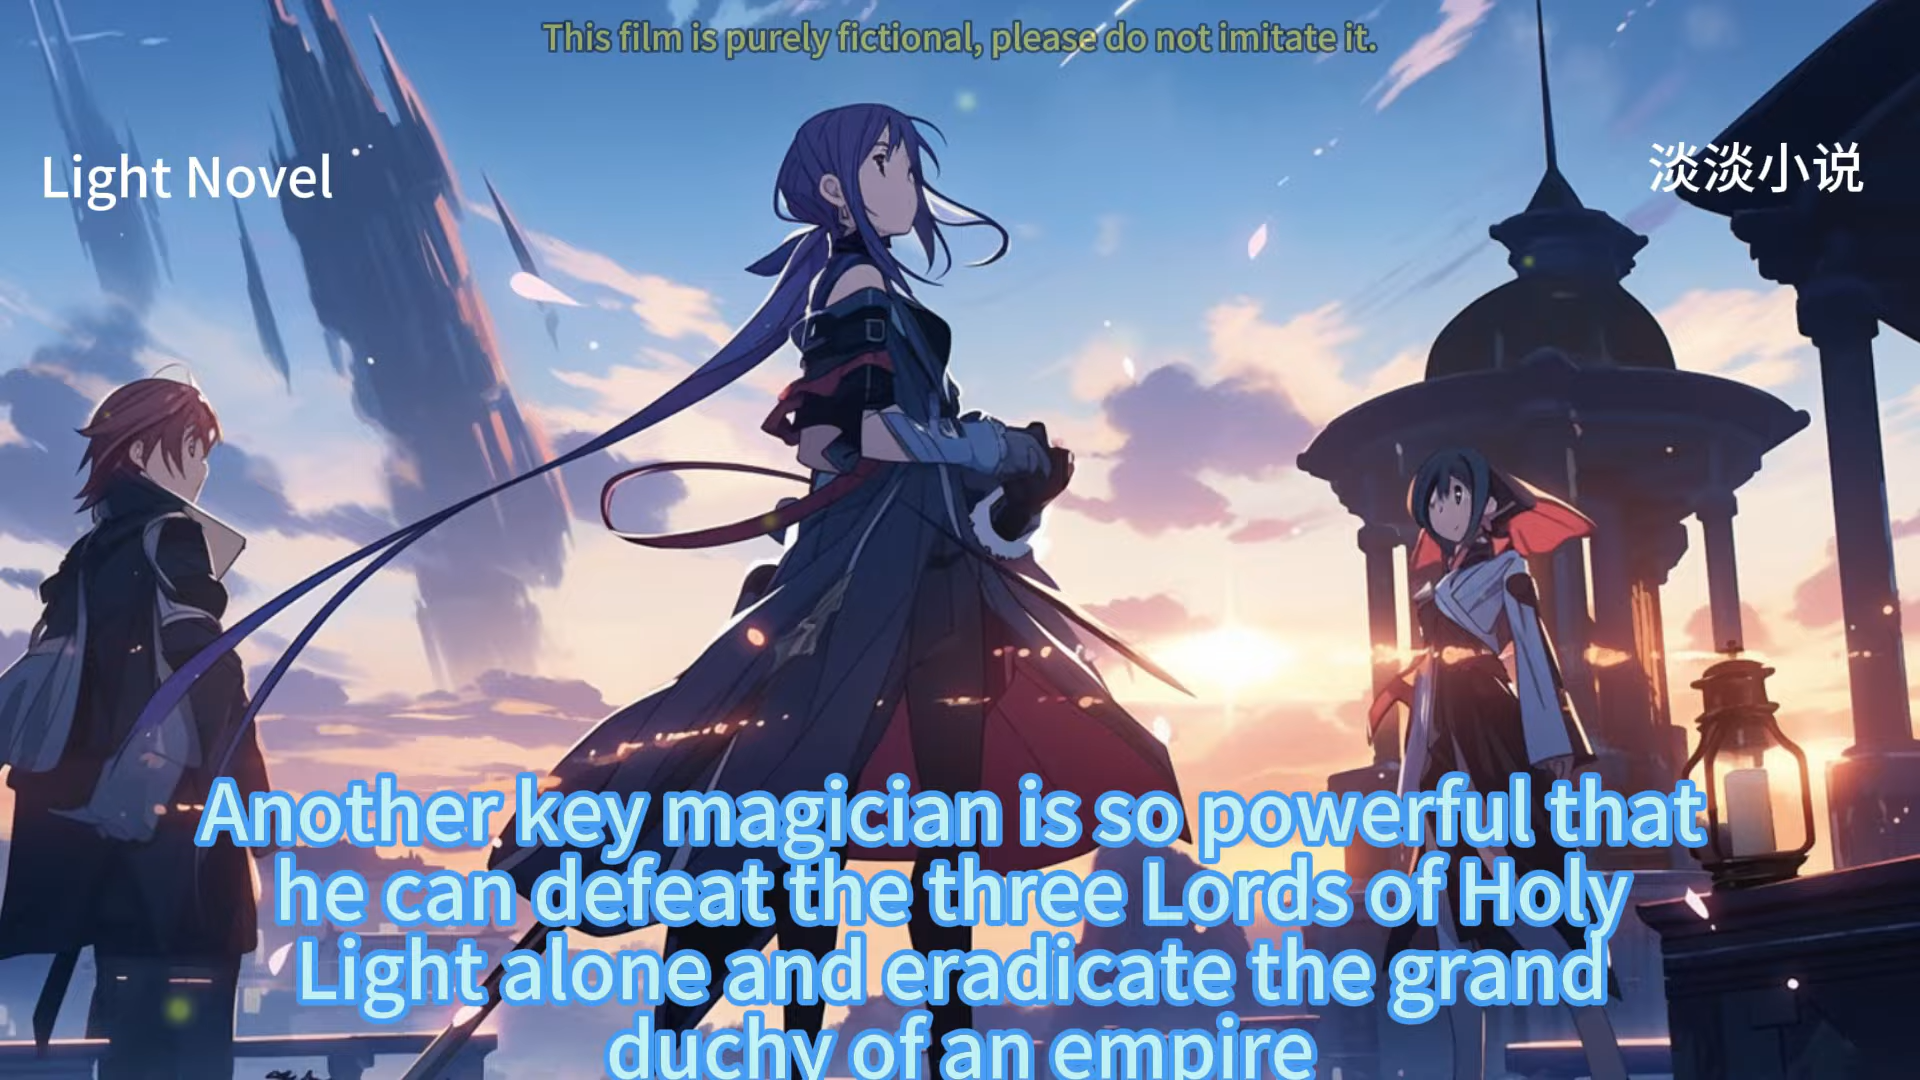 This film is purely fictional, please do not imitate it.
Light Novel
淡淡小说
Another key magician is so powerful that
he can defeat the three Lords of Holy
Light alone and eradicate the grand
duchy of an empire